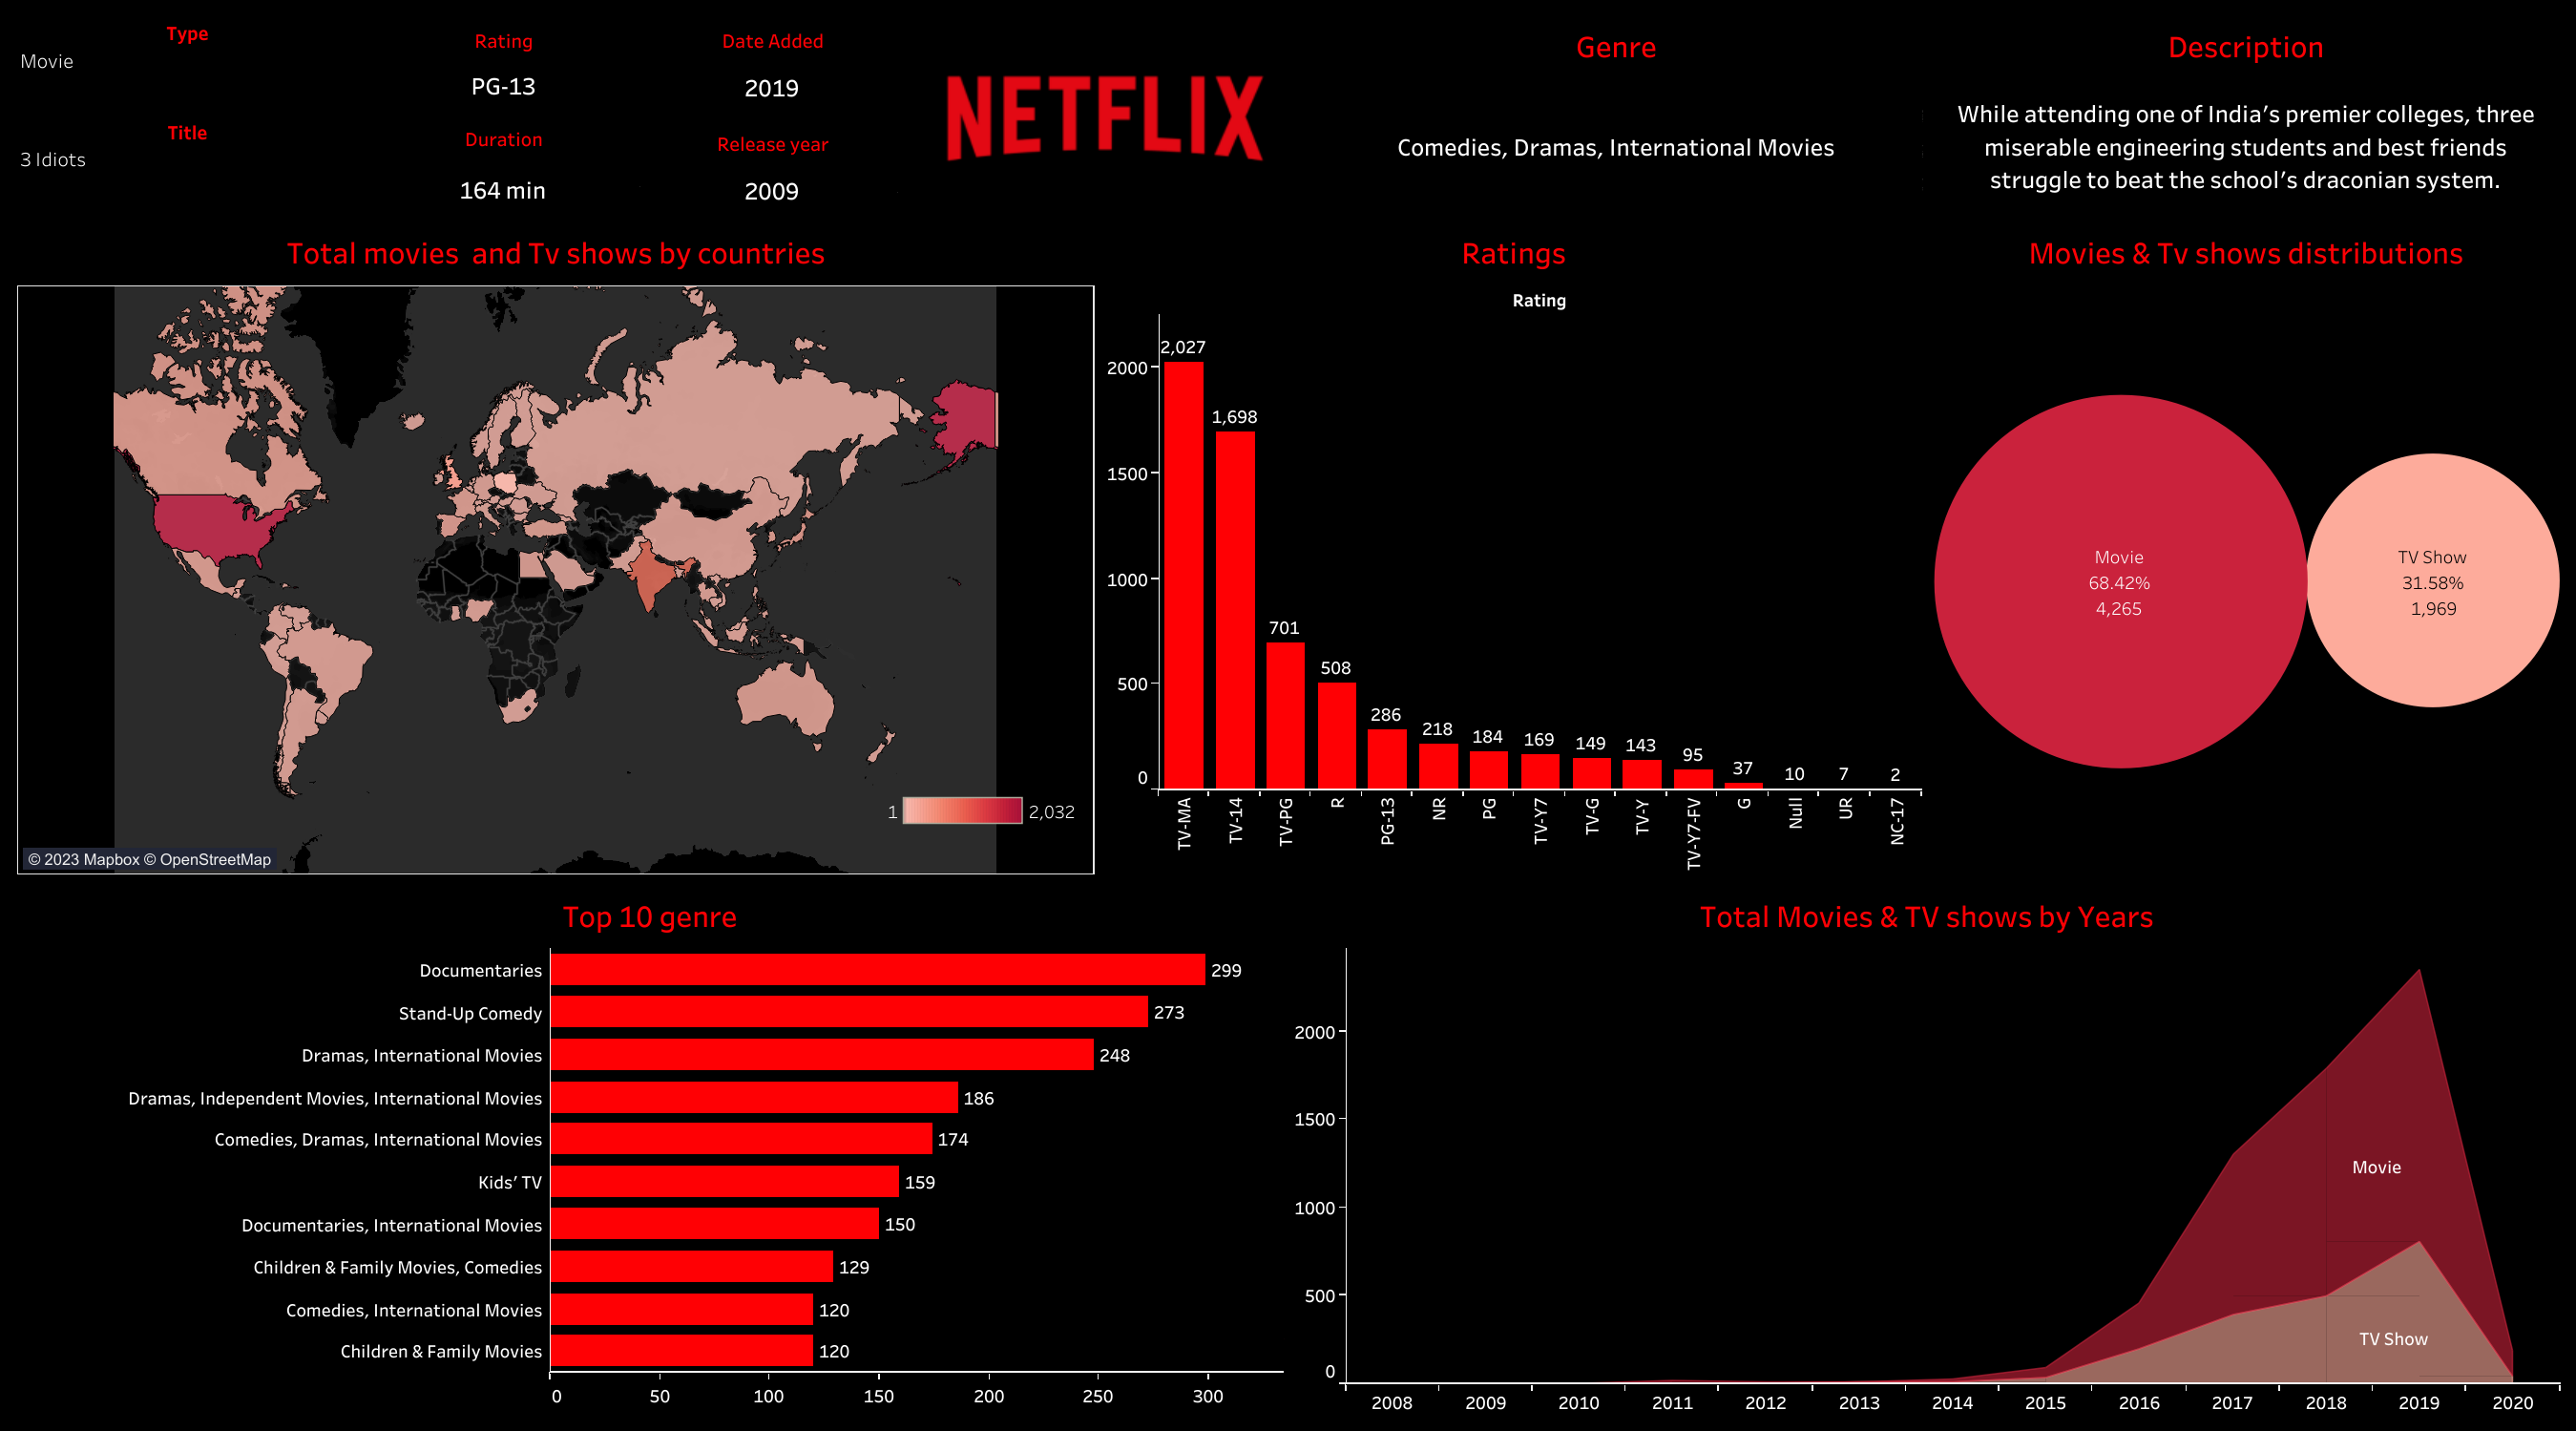 Type
Movie
Title
3 Idiots
Rating
PG-13
Duration
164 min
Date Added
2019
Release year
2009
NETFLIX
Genre
Comedies, Dramas, International Movies
Description
While attending one of India’s premier colleges, three
miserable engineering students and best friends
struggle to beat the school’s draconian system.
Total movies  and Tv shows by countries
1
2,032
© 2023 Mapbox © OpenStreetMap
Ratings
Rating
2000
1500
1000
500
0
2,027
1,698
701
508
286
218
184
169
149
143
95
37
10
7
2
TV-MA
TV-14
TV-PG
R
PG-13
NR
PG
TV-Y7
TV-G
TV-Y
TV-Y7-FV
G
Null
UR
NC-17
Movies & Tv shows distributions
Movie
68.42%
4,265
TV Show
31.58%
1,969
Top 10 genre
Documentaries 299
Stand-Up Comedy 273
Dramas, International Movies 248
Dramas, Independent Movies, International Movies 186
Comedies, Dramas, International Movies 174
Kids’ TV 159
Documentaries, International Movies 150
Children & Family Movies, Comedies 129
Comedies, International Movies 120
Children & Family Movies 120
0 50 100 150 200 250 300
Total Movies & TV shows by Years
2000
1500
1000
500
0
Movie
TV Show
2008 2009 2010 2011 2012 2013 2014 2015 2016 2017 2018 2019 2020